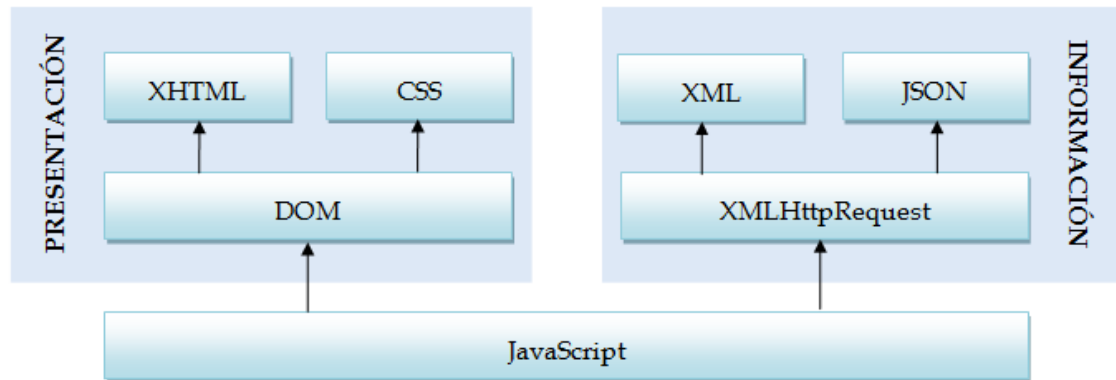 PRESENTACIÓN
XHTML
CSS
DOM
XML
JSON
XMLHttpRequest
INFORMACIÓN
JavaScript